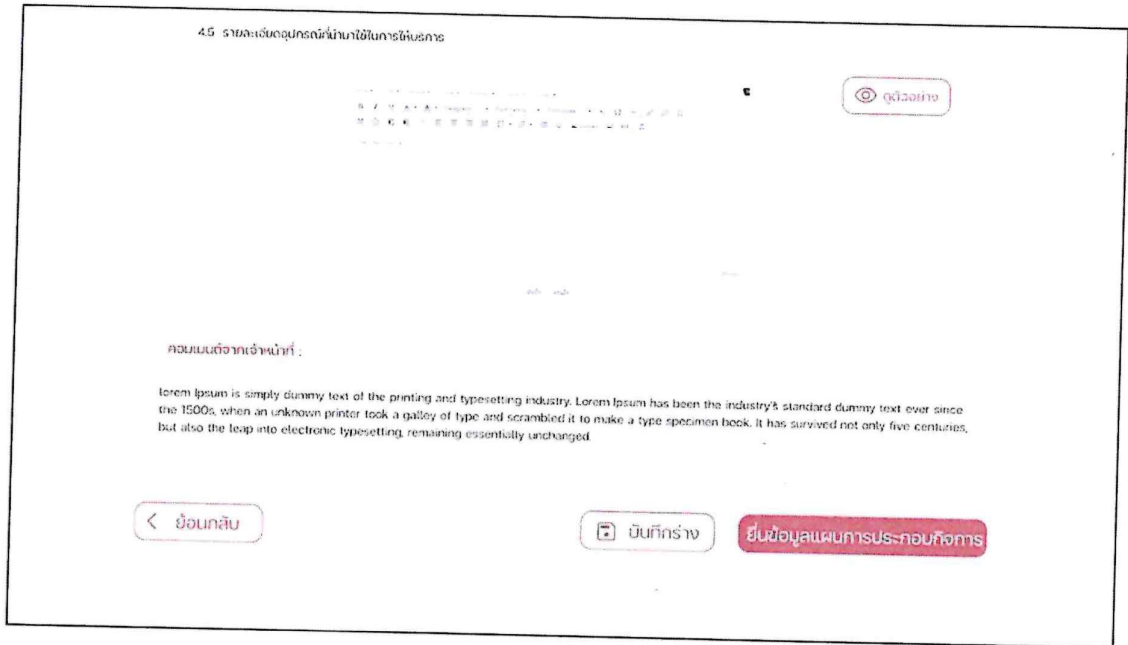 4.5 รายละเอียดอุปกรณ์ที่นำมาใช้ในการให้บริการ
ดูตัวอย่าง
คอมเมนต์จากเจ้าหน้าที่ :
Lorem Ipsum is simply dummy text of the printing and typesetting industry. Lorem Ipsum has been the industry's standard dummy text ever since
the 1500s, when an unknown printer took a galley of type and scrambled it to make a type specimen book. It has survived not only five centuries,
but also the leap into electronic typesetting, remaining essentially unchanged.
ย้อนกลับ
บันทึกร่าง
ยื่นข้อมูลแผนการประกอบกิจการ